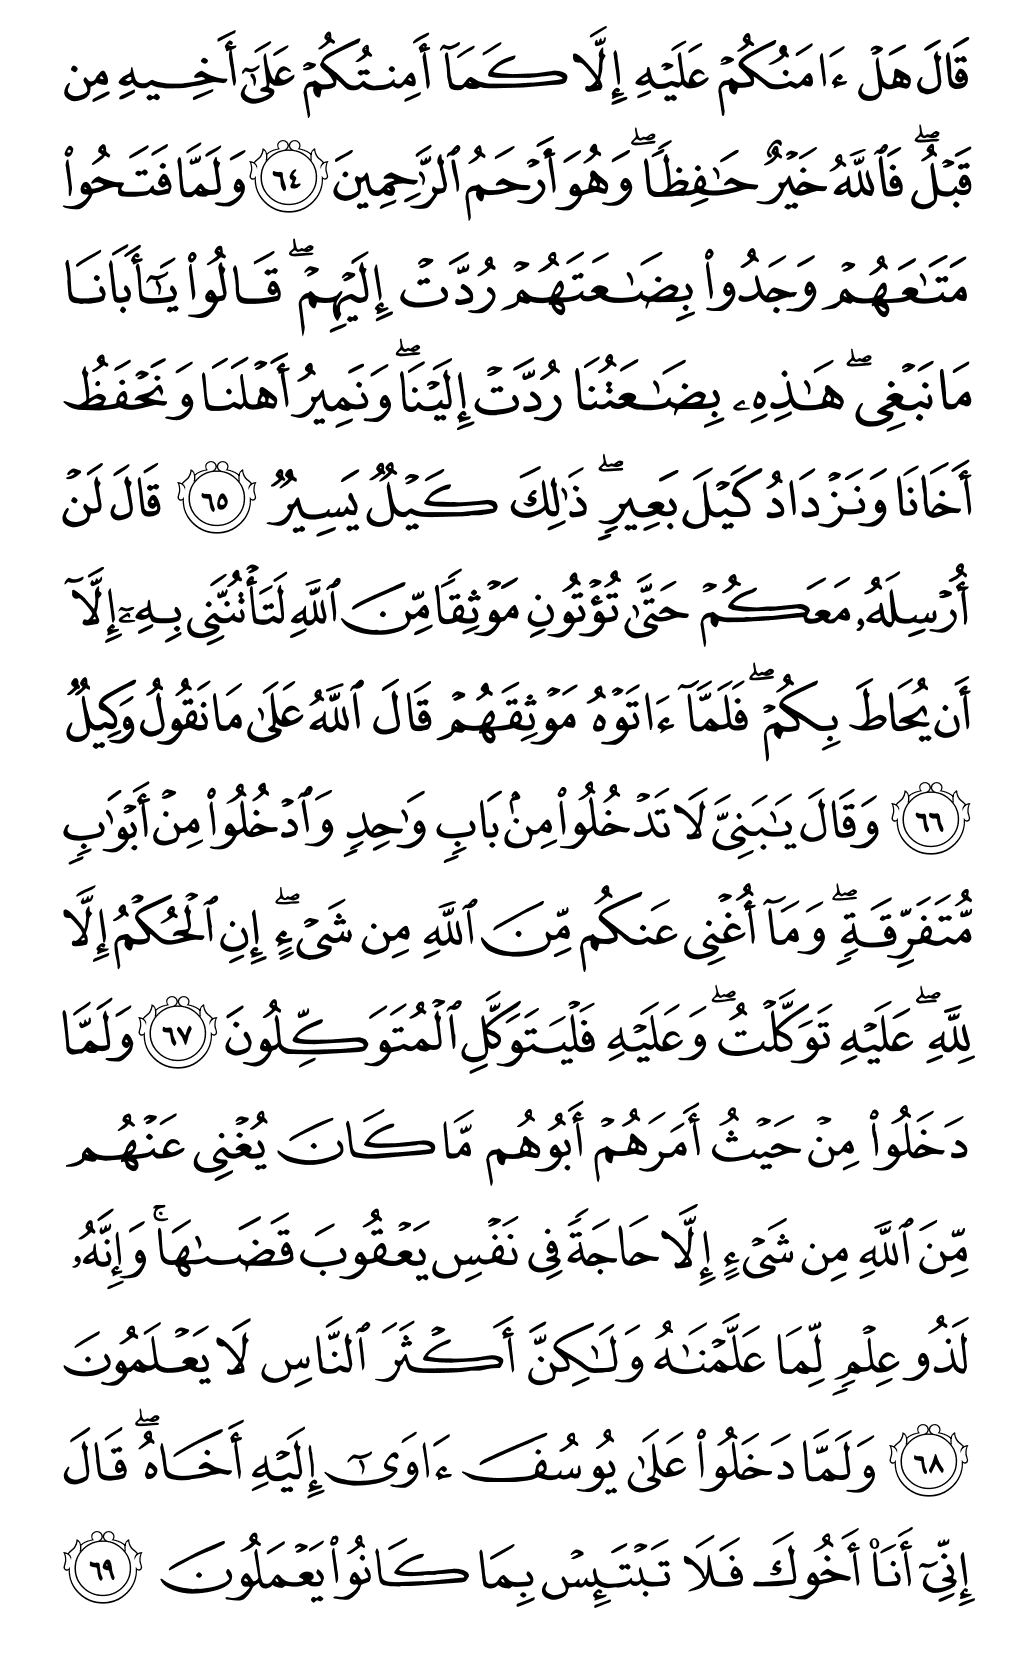 قَالَ هَلْ ءَامَنُكُمْ عَلَيْهِ إِلَّا كَمَآ أَمِنتُكُمْ عَلَىٰٓ أَخِيهِ مِن
قَبْلُ ۖ فَٱللَّهُ خَيْرٌ حَـٰفِظًا ۖ وَهُوَ أَرْحَمُ ٱلرَّٰحِمِينَ ٦٤ وَلَمَّا فَتَحُوا۟
مَتَـٰعَهُمْ وَجَدُوا۟ بِضَـٰعَتَهُمْ رُدَّتْ إِلَيْهِمْ ۖ قَالُوا۟ يَـٰٓأَبَانَا
مَا نَبْغِى ۖ هَـٰذِهِۦ بِضَـٰعَتُنَا رُدَّتْ إِلَيْنَا ۖ وَنَمِيرُ أَهْلَنَا وَنَحْفَظُ
أَخَانَا وَنَزْدَادُ كَيْلَ بَعِيرٍ ۖ ذَٰلِكَ كَيْلٌ يَسِيرٌ ٦٥ قَالَ لَنْ
أُرْسِلَهُۥ مَعَكُمْ حَتَّىٰ تُؤْتُونِ مَوْثِقًا مِّنَ ٱللَّهِ لَتَأْتُنَّنِى بِهِۦٓ إِلَّآ
أَن يُحَاطَ بِكُمْ ۖ فَلَمَّآ ءَاتَوْهُ مَوْثِقَهُمْ قَالَ ٱللَّهُ عَلَىٰ مَا نَقُولُ وَكِيلٌ
٦٦ وَقَالَ يَـٰبَنِىَّ لَا تَدْخُلُوا۟ مِنۢ بَابٍ وَٰحِدٍ وَٱدْخُلُوا۟ مِنْ أَبْوَٰبٍ
مُّتَفَرِّقَةٍ ۖ وَمَآ أُغْنِى عَنكُم مِّنَ ٱللَّهِ مِن شَىْءٍ ۖ إِنِ ٱلْحُكْمُ إِلَّا
لِلَّهِ ۖ عَلَيْهِ تَوَكَّلْتُ ۖ وَعَلَيْهِ فَلْيَتَوَكَّلِ ٱلْمُتَوَكِّلُونَ ٦٧ وَلَمَّا
دَخَلُوا۟ مِنْ حَيْثُ أَمَرَهُمْ أَبُوهُم مَّا كَانَ يُغْنِى عَنْهُم
مِّنَ ٱللَّهِ مِن شَىْءٍ إِلَّا حَاجَةً فِى نَفْسِ يَعْقُوبَ قَضَىٰهَا ۚ وَإِنَّهُۥ
لَذُو عِلْمٍ لِّمَا عَلَّمْنَـٰهُ وَلَـٰكِنَّ أَكْثَرَ ٱلنَّاسِ لَا يَعْلَمُونَ
٦٨ وَلَمَّا دَخَلُوا۟ عَلَىٰ يُوسُفَ ءَاوَىٰٓ إِلَيْهِ أَخَاهُ ۖ قَالَ
إِنِّىٓ أَنَا۠ أَخُوكَ فَلَا تَبْتَئِسْ بِمَا كَانُوا۟ يَعْمَلُونَ ٦٩